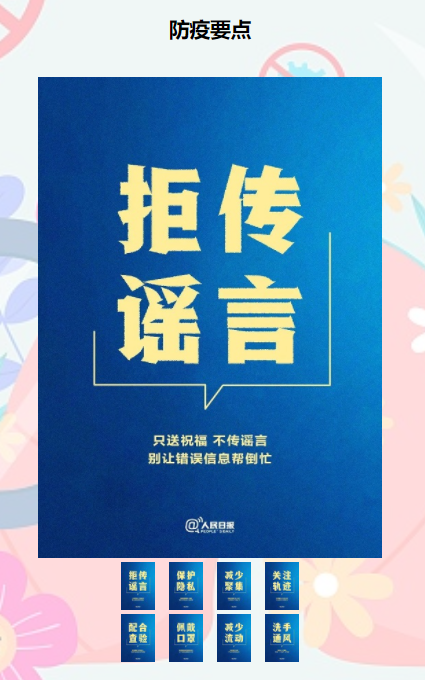 防疫要点
拒传
谣言
只送祝福 不传谣言
别让错误信息帮倒忙
@人民日报
PEOPLE'S DAILY
拒传 保护 减少 关注
谣言 隐私 聚集 轨迹
配合 佩戴 减少 洗手
查验 口罩 流动 通风